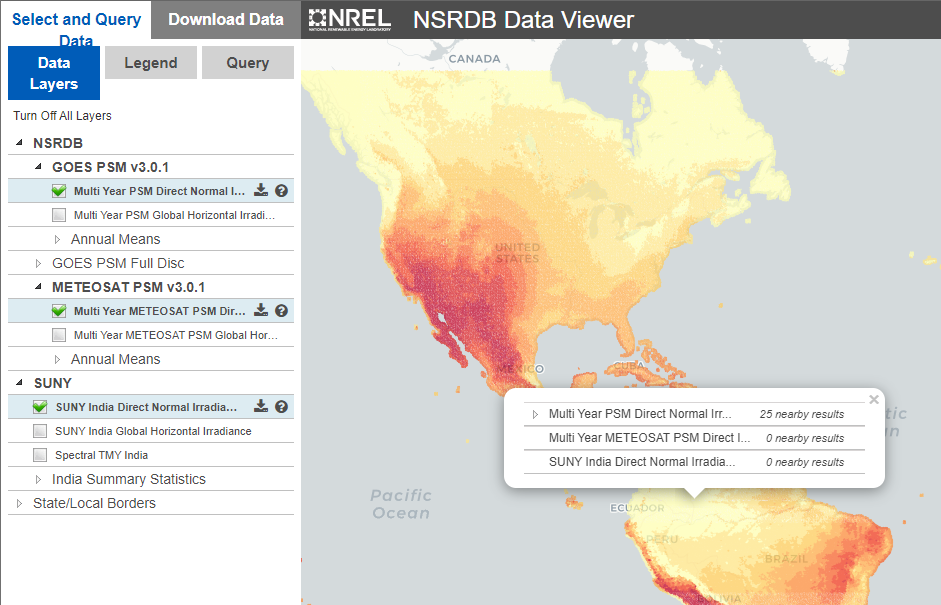 Select and Query
Data
Download Data
NREL
NATIONAL RENEWABLE ENERGY LABORATORY
NSRDB Data Viewer
Data
Layers
Legend
Query
Turn Off All Layers
NSRDB
GOES PSM v3.0.1
Multi Year PSM Direct Normal I...
Multi Year PSM Global Horizontal Irradi...
Annual Means
GOES PSM Full Disc
METEOSAT PSM v3.0.1
Multi Year METEOSAT PSM Dir...
Multi Year METEOSAT PSM Global Hor...
Annual Means
SUNY
SUNY India Direct Normal Irradia...
SUNY India Global Horizontal Irradiance
Spectral TMY India
India Summary Statistics
State/Local Borders
CANADA
UNITED
STATES
MÉXICO
CUBA
Multi Year PSM Direct Normal Irr... 25 nearby results
Multi Year METEOSAT PSM Direct I... 0 nearby results
SUNY India Direct Normal Irradia... 0 nearby results
Pacific
Ocean
ECUADOR
PERU
BRAZIL
BOLIVIA